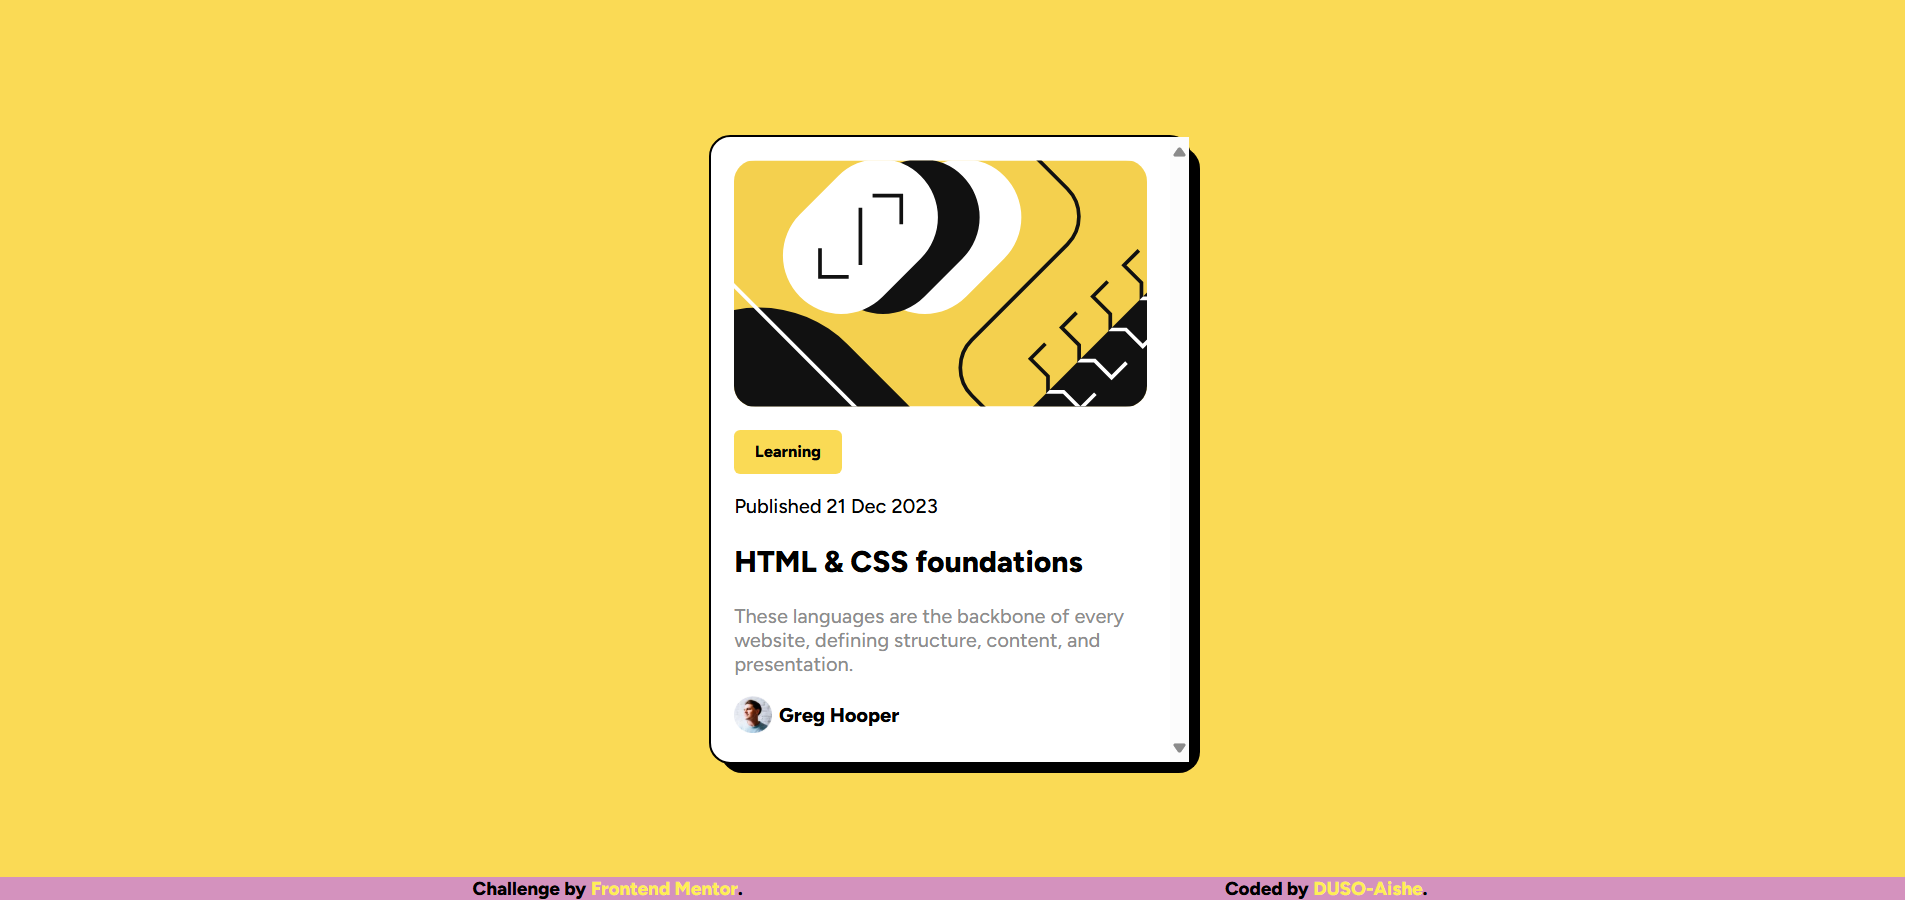 Learning
Published 21 Dec 2023
HTML & CSS foundations
These languages are the backbone of every
website, defining structure, content, and
presentation.
Greg Hooper
Challenge by Frontend Mentor.
Coded by DUSO-Aishe.